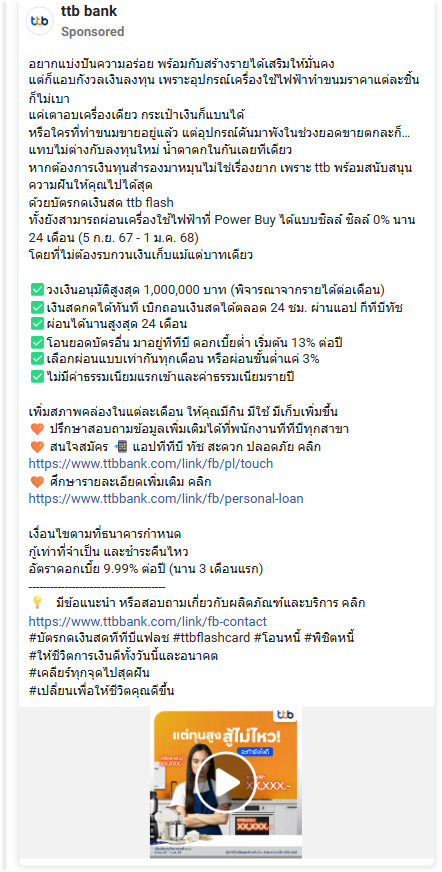 ttb bank
ttb
Sponsored
อยากแบ่งปันความอร่อย พร้อมกับสร้างรายได้เสริมให้มั่นคง
แต่ก็แอบกังวลเงินลงทุน เพราะอุปกรณ์เครื่องใช้ไฟฟ้าทำขนมราคาแต่ละชิ้น
ก็ไม่เบา
แค่เตาอบเครื่องเดียว กระเป๋าเงินก็แบนได้
หรือใครที่ทำขนมขายอยู่แล้ว แต่อุปกรณ์ดันมาพังในช่วงยอดขายตกละก็...
แทบไม่ต่างกับลงทุนใหม่ น้ำตาตกในกันเลยทีเดียว
หากต้องการเงินทุนสำรองมาหมุนไม่ใช่เรื่องยาก เพราะ ttb พร้อมสนับสนุน
ความฝันให้คุณไปได้สุด
ด้วยบัตรกดเงินสด ttb flash
ทั้งยังสามารถผ่อนเครื่องใช้ไฟฟ้าที่ Power Buy ได้แบบชิลล์ ชิลล์ 0% นาน
24 เดือน (5 ก.ย. 67 - 1 ม.ค. 68)
โดยที่ไม่ต้องรบกวนเงินเก็บแม้แต่บาทเดียว
✅วงเงินอนุมัติสูงสุด 1,000,000 บาท (พิจารณาจากรายได้ต่อเดือน)
✅เงินสดกดได้ทันที เบิกถอนเงินสดได้ตลอด 24 ชม. ผ่านแอป ทีทีบีทัช
✅ผ่อนได้นานสูงสุด 24 เดือน
✅โอนยอดบัตรอื่น มาอยู่ทีทีบี ดอกเบี้ยต่ำ เริ่มต้น 13% ต่อปี
✅เลือกผ่อนแบบเท่ากันทุกเดือน หรือผ่อนขั้นต่ำแค่ 3%
✅ไม่มีค่าธรรมเนียมแรกเข้าและค่าธรรมเนียมรายปี
เพิ่มสภาพคล่องในแต่ละเดือน ให้คุณมีกิน มีใช้ มีเก็บเพิ่มขึ้น
🧡 ปรึกษาสอบถามข้อมูลเพิ่มเติมได้ที่พนักงานทีทีบีทุกสาขา
🧡 สนใจสมัคร 📲 แอปทีทีบี ทัช สะดวก ปลอดภัย คลิก
https://www.ttbbank.com/link/fb/pl/touch
🧡 ศึกษารายละเอียดเพิ่มเติม คลิก
https://www.ttbbank.com/link/fb/personal-loan
เงื่อนไขตามที่ธนาคารกำหนด
กู้เท่าที่จำเป็น และชำระคืนไหว
อัตราดอกเบี้ย 9.99% ต่อปี (นาน 3 เดือนแรก)
--------------------------------------
💡 มีข้อแนะนำ หรือสอบถามเกี่ยวกับผลิตภัณฑ์และบริการ คลิก
https://www.ttbbank.com/link/fb-contact
#บัตรกดเงินสดทีทีบีแฟลช #ttbflashcard #โอนหนี้ #พิชิตหนี้
#ให้ชีวิตการเงินดีทั้งวันนี้และอนาคต
#เคลียร์ทุกจุดไปสุดฝัน
#เปลี่ยนเพื่อให้ชีวิตคุณดีขึ้น
ttb
แต่ทุนสูงสู้ไม่ไหว!
จะทำยังไงดี
XX,XXX.-
XX,XXX.-
XX,XXX.-